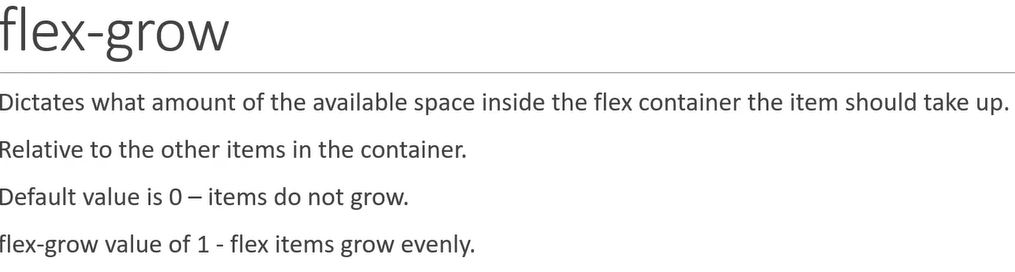 flex-grow
Dictates what amount of the available space inside the flex container the item should take up.
Relative to the other items in the container.
Default value is 0 – items do not grow.
flex-grow value of 1 - flex items grow evenly.